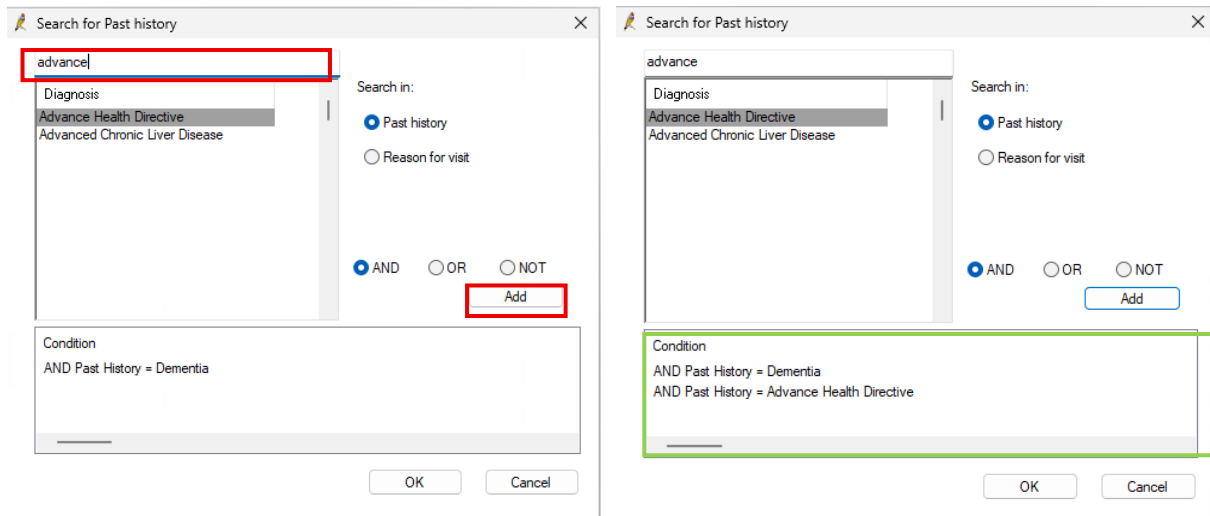 Search for Past history
advance
Diagnosis
Search in:
Advance Health Directive
Past history
Advanced Chronic Liver Disease
Reason for visit
AND OR NOT
Add
Condition
AND Past History = Dementia
OK Cancel
Search for Past history
advance
Diagnosis
Search in:
Advance Health Directive
Past history
Advanced Chronic Liver Disease
Reason for visit
AND OR NOT
Add
Condition
AND Past History = Dementia
AND Past History = Advance Health Directive
OK Cancel